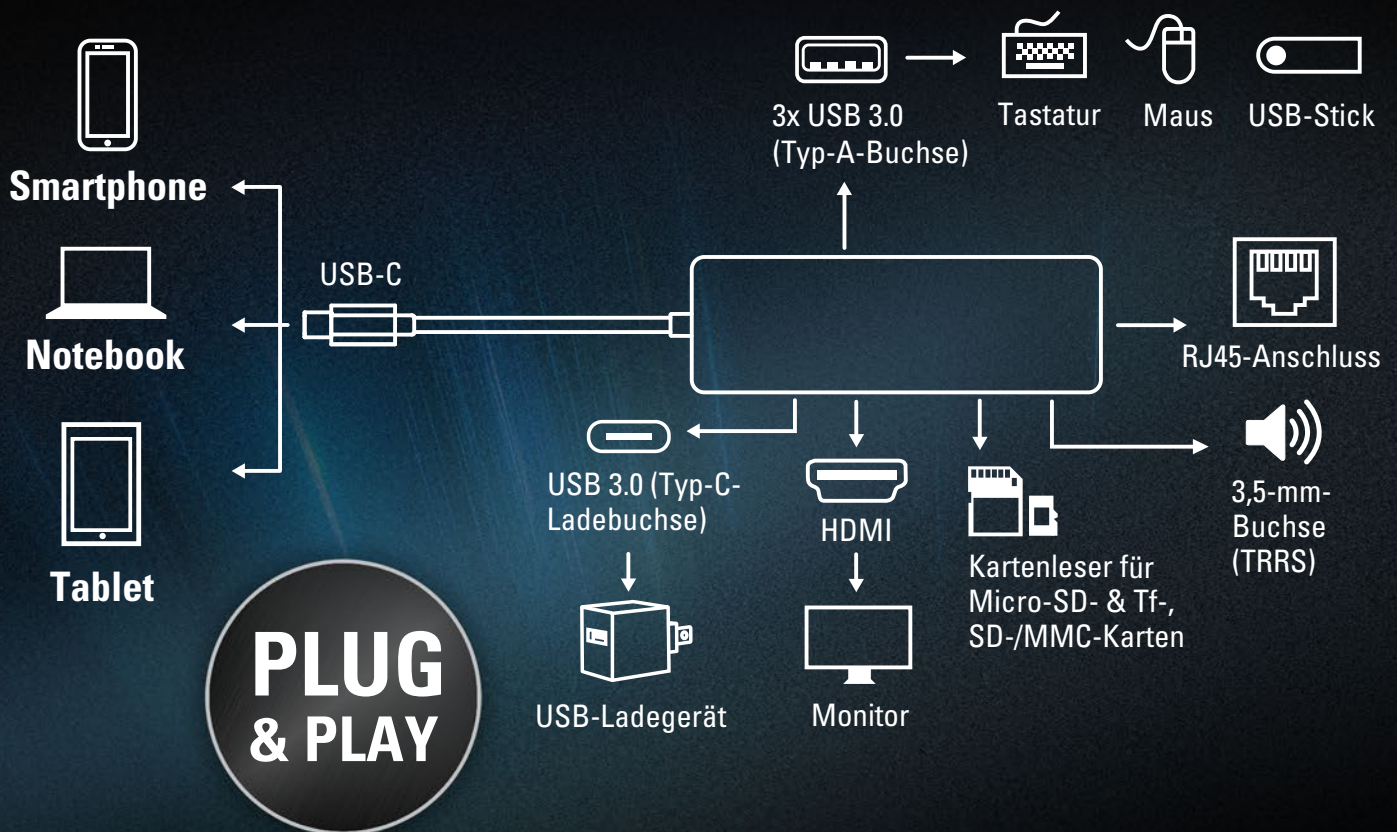 Smartphone
Notebook
Tablet
USB-C
3x USB 3.0
(Typ-A-Buchse)
Tastatur
Maus
USB-Stick
RJ45-Anschluss
3,5-mm-
Buchse
(TRRS)
USB 3.0 (Typ-C-
Ladebuchse)
USB-Ladegerät
HDMI
Monitor
Kartenleser für
Micro-SD- & Tf-,
SD-/MMC-Karten
PLUG
& PLAY